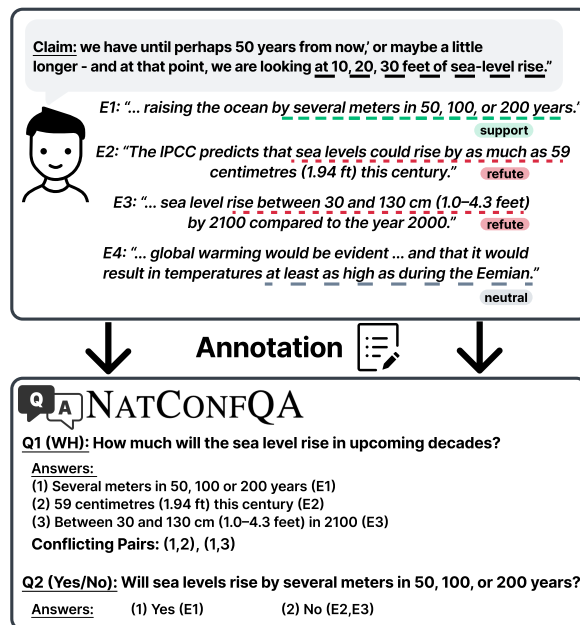 Claim: we have until perhaps 50 years from now,’ or maybe a little
longer - and at that point, we are looking at 10, 20, 30 feet of sea-level rise.”
E1: “... raising the ocean by several meters in 50, 100, or 200 years.”
support
E2: “The IPCC predicts that sea levels could rise by as much as 59
centimetres (1.94 ft) this century.”
refute
E3: “... sea level rise between 30 and 130 cm (1.0–4.3 feet)
by 2100 compared to the year 2000.”
refute
E4: “... global warming would be evident ... and that it would
result in temperatures at least as high as during the Eemian.”
neutral
Annotation
Q A NATCONFQA
Q1 (WH): How much will the sea level rise in upcoming decades?
Answers:
(1) Several meters in 50, 100 or 200 years (E1)
(2) 59 centimetres (1.94 ft) this century (E2)
(3) Between 30 and 130 cm (1.0–4.3 feet) in 2100 (E3)
Conflicting Pairs: (1,2), (1,3)
Q2 (Yes/No): Will sea levels rise by several meters in 50, 100, or 200 years?
Answers: (1) Yes (E1) (2) No (E2,E3)